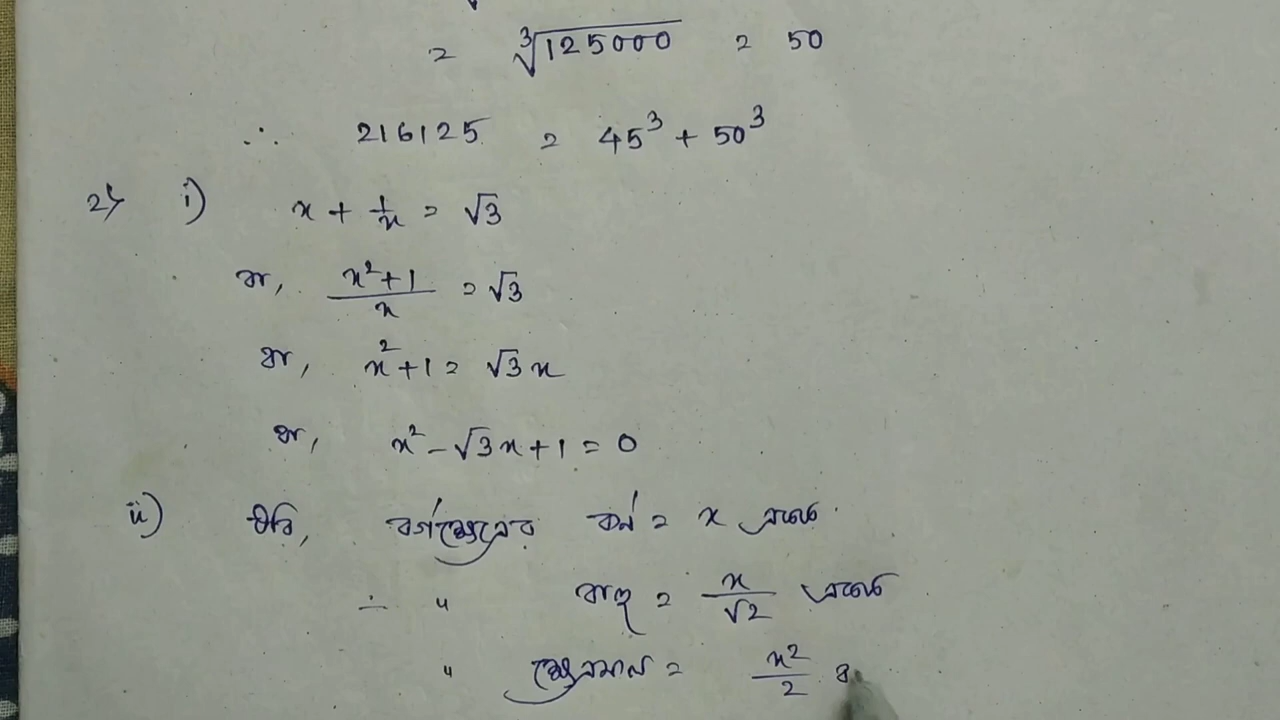 = ∛125000 = 50
∴ 216125 = 45³ + 50³
2) i) x + 1/x = √3
বা, (x²+1)/x = √3
বা, x²+1 = √3x
বা, x² - √3x + 1 = 0
ii) ধরি, বর্গক্ষেত্রের কর্ণ = x একক
∴ " বাহু = x/√2 একক
" ক্ষেত্রফল = x²/2